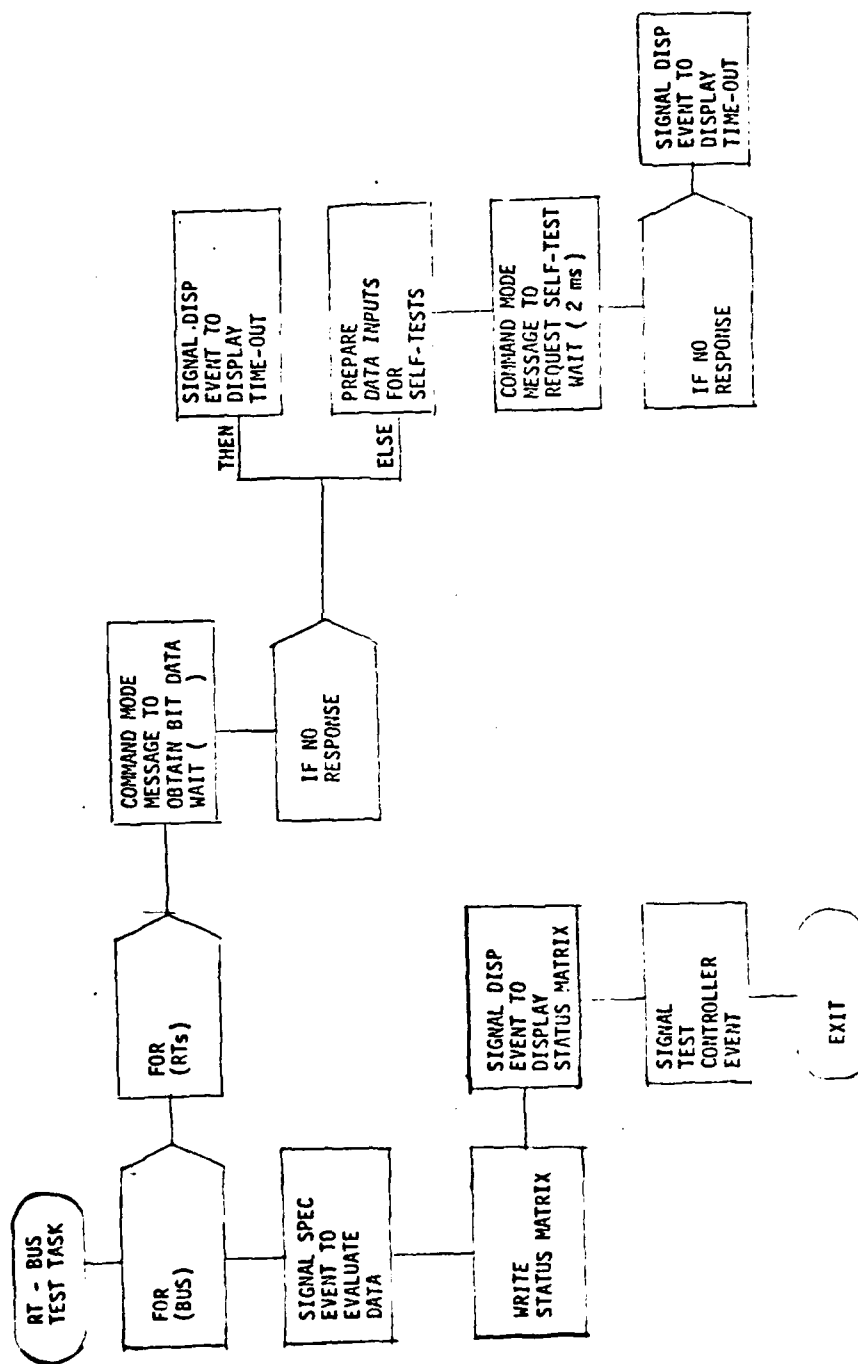 RT - BUS
TEST TASK
FOR
(BUS)
FOR
(RTs)
COMMAND MODE
MESSAGE TO
OBTAIN BIT DATA
WAIT (      )
IF NO
RESPONSE
THEN
SIGNAL DISP
EVENT TO
DISPLAY
TIME-OUT
ELSE
PREPARE
DATA INPUTS
FOR
SELF-TESTS
COMMAND MODE
MESSAGE TO
REQUEST SELF-TEST
WAIT ( 2 ms )
IF NO
RESPONSE
SIGNAL DISP
EVENT TO
DISPLAY
TIME-OUT
SIGNAL SPEC
EVENT TO
EVALUATE
DATA
WRITE
STATUS MATRIX
SIGNAL DISP
EVENT TO
DISPLAY
STATUS MATRIX
SIGNAL
TEST
CONTROLLER
EVENT
EXIT